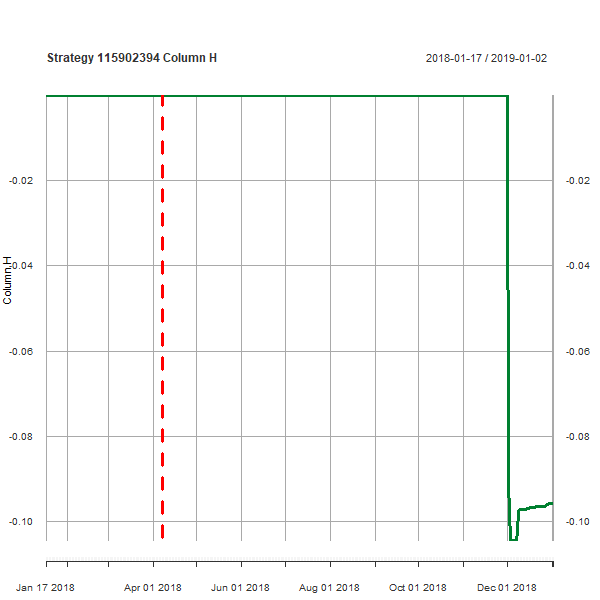 Strategy 115902394 Column H 2018-01-17 / 2019-01-02
-0.02 -0.02
-0.04 -0.04
Column H
-0.06 -0.06
-0.08 -0.08
-0.10 -0.10
Jan 17 2018 Apr 01 2018 Jun 01 2018 Aug 01 2018 Oct 01 2018 Dec 01 2018